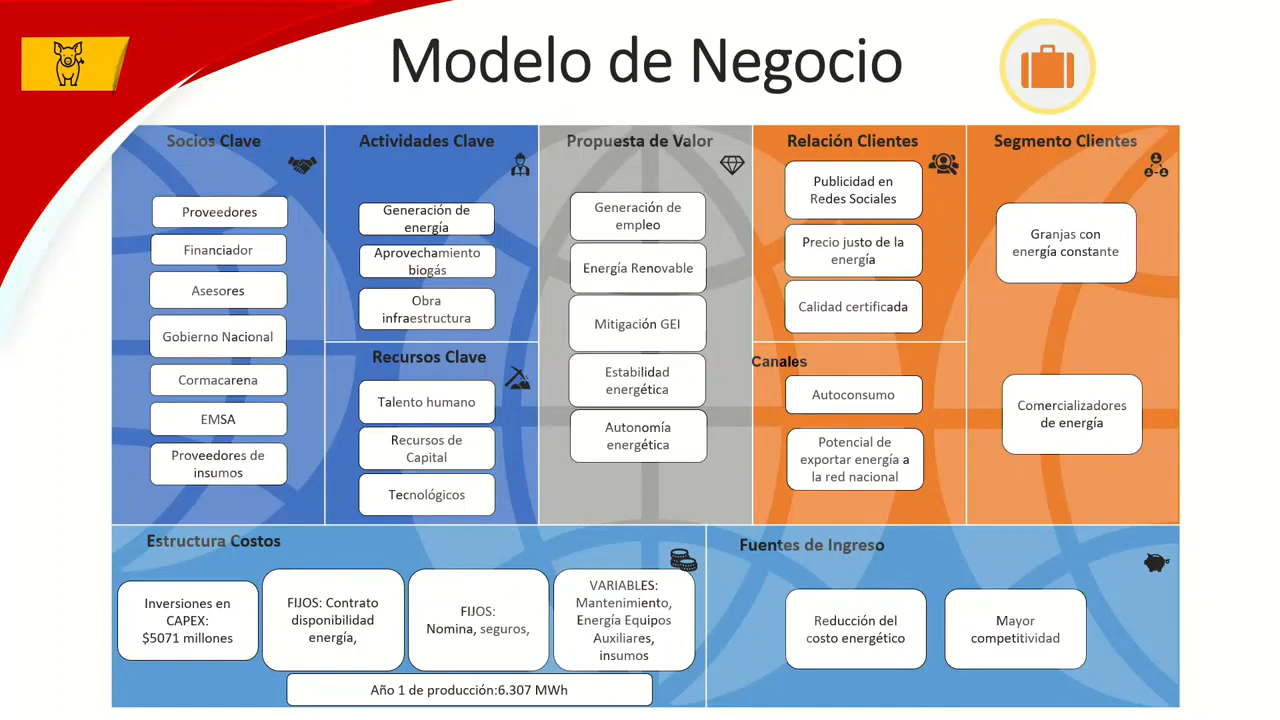 Modelo de Negocio
Socios Clave
Proveedores
Financiador
Asesores
Gobierno Nacional
Cormacarena
EMSA
Proveedores de
insumos
Actividades Clave
Generación de
energía
Aprovechamiento
biogás
Obra
infraestructura
Recursos Clave
Talento humano
Recursos de
Capital
Tecnológicos
Propuesta de Valor
Generación de
empleo
Energía Renovable
Mitigación GEI
Estabilidad
energética
Autonomía
energética
Relación Clientes
Publicidad en
Redes Sociales
Precio justo de la
energía
Calidad certificada
Canales
Autoconsumo
Potencial de
exportar energía a
la red nacional
Segmento Clientes
Granjas con
energía constante
Comercializadores
de energía
Estructura Costos
Inversiones en
CAPEX:
$5071 millones
FIJOS: Contrato
disponibilidad
energía,
FIJOS:
Nomina, seguros,
VARIABLES:
Mantenimiento,
Energía Equipos
Auxiliares,
insumos
Año 1 de producción:6.307 MWh
Fuentes de Ingreso
Reducción del
costo energético
Mayor
competitividad